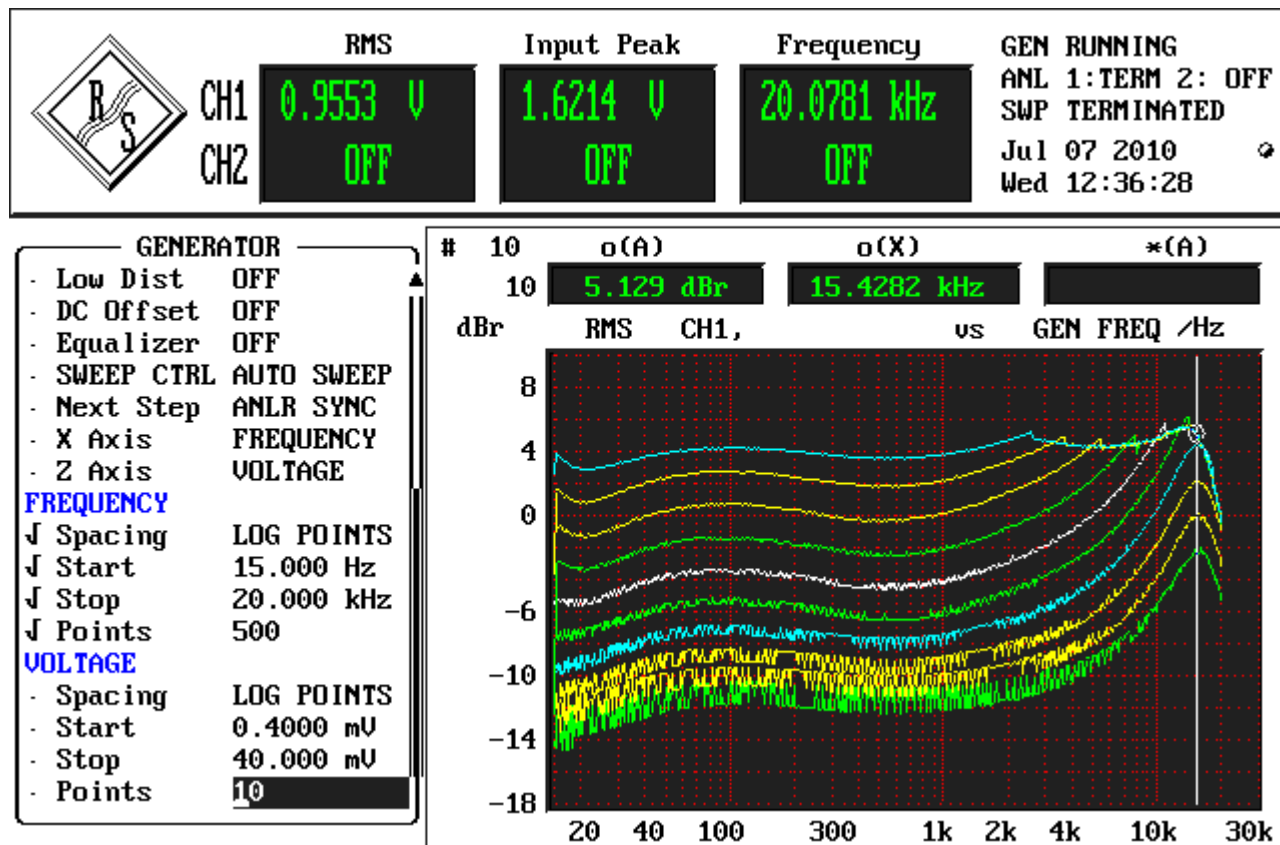 RMS Input Peak Frequency
R S
CH1 0.9553 V 1.6214 V 20.0781 kHz
CH2 OFF OFF OFF
GEN RUNNING
ANL 1:TERM 2: OFF
SWP TERMINATED
Jul 07 2010
Wed 12:36:28
GENERATOR
- Low Dist OFF
- DC Offset OFF
- Equalizer OFF
- SWEEP CTRL AUTO SWEEP
- Next Step ANLR SYNC
- X Axis FREQUENCY
- Z Axis VOLTAGE
FREQUENCY
√ Spacing LOG POINTS
√ Start 15.000 Hz
√ Stop 20.000 kHz
√ Points 500
VOLTAGE
- Spacing LOG POINTS
- Start 0.4000 mV
- Stop 40.000 mV
- Points 10
# 10 o(A) o(X) *(A)
10 5.129 dBr 15.4282 kHz
dBr RMS CH1, vs GEN FREQ /Hz
8
4
0
-6
-10
-14
-18
20 40 100 300 1k 2k 4k 10k 30k